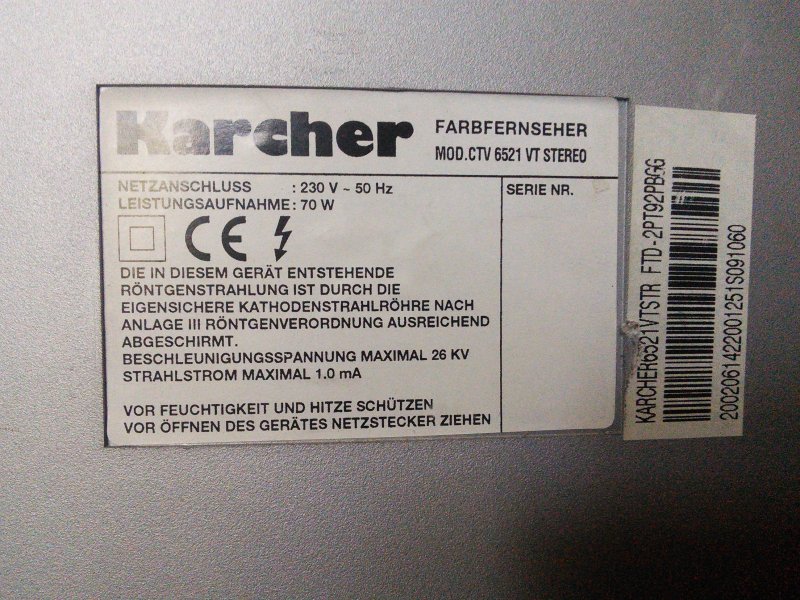 Karcher FARBFERNSEHER
MOD.CTV 6521 VT STEREO
NETZANSCHLUSS : 230 V ~ 50 Hz
LEISTUNGSAUFNAHME: 70 W
SERIE NR.
CE
DIE IN DIESEM GERÄT ENTSTEHENDE
RÖNTGENSTRAHLUNG IST DURCH DIE
EIGENSICHERE KATHODENSTRAHLRÖHRE NACH
ANLAGE III RÖNTGENVERORDNUNG AUSREICHEND
ABGESCHIRMT.
BESCHLEUNIGUNGSSPANNUNG MAXIMAL 26 KV
STRAHLSTROM MAXIMAL 1.0 mA
VOR FEUCHTIGKEIT UND HITZE SCHÜTZEN
VOR ÖFFNEN DES GERÄTES NETZSTECKER ZIEHEN
KARCHER6521VTSTR FTD-2PT92PBGG
2002061422001251S091060